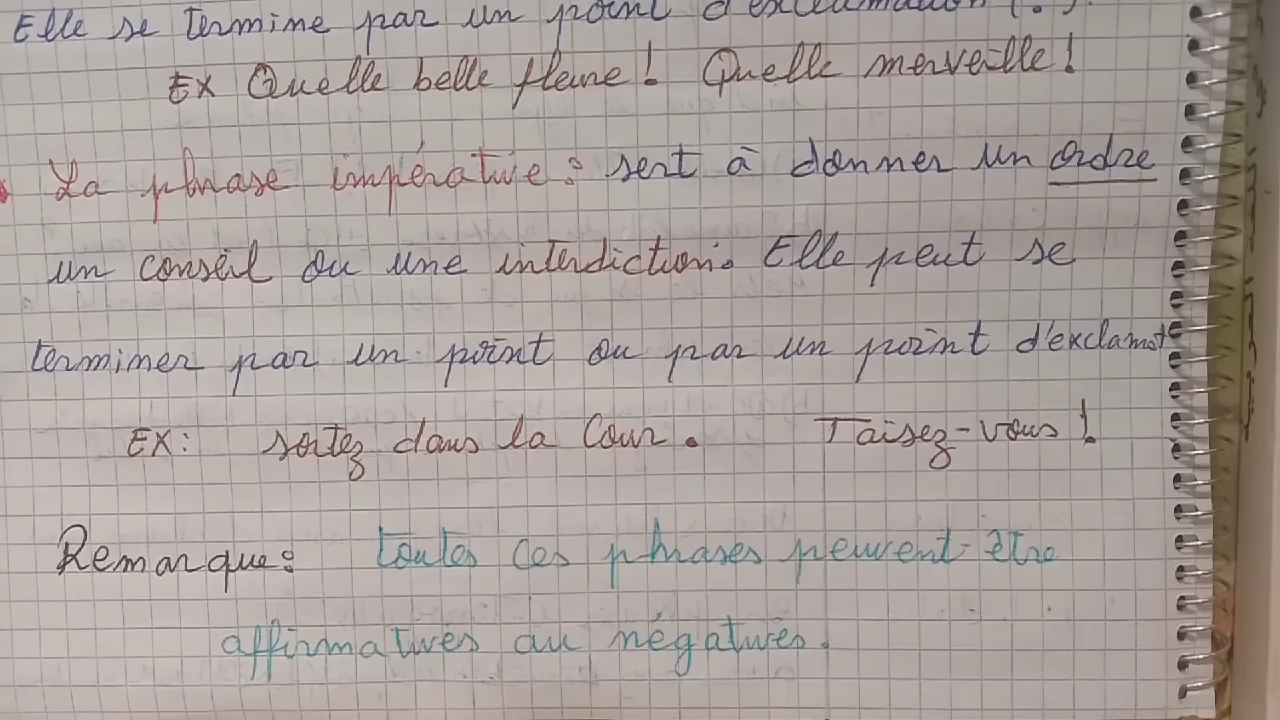 Elle se termine par un point d'exclamation (!).
Ex Quelle belle fleure ! Quelle merveille !
La phrase impérative : sert à donner un ordre
un conseil ou une interdiction. Elle peut se
terminer par un point ou par un point d'exclamat
EX : sortez dans la Cour . Taisez-vous !
Remarque : toutes ces phrases peuvent être
affirmatives ou négatives.